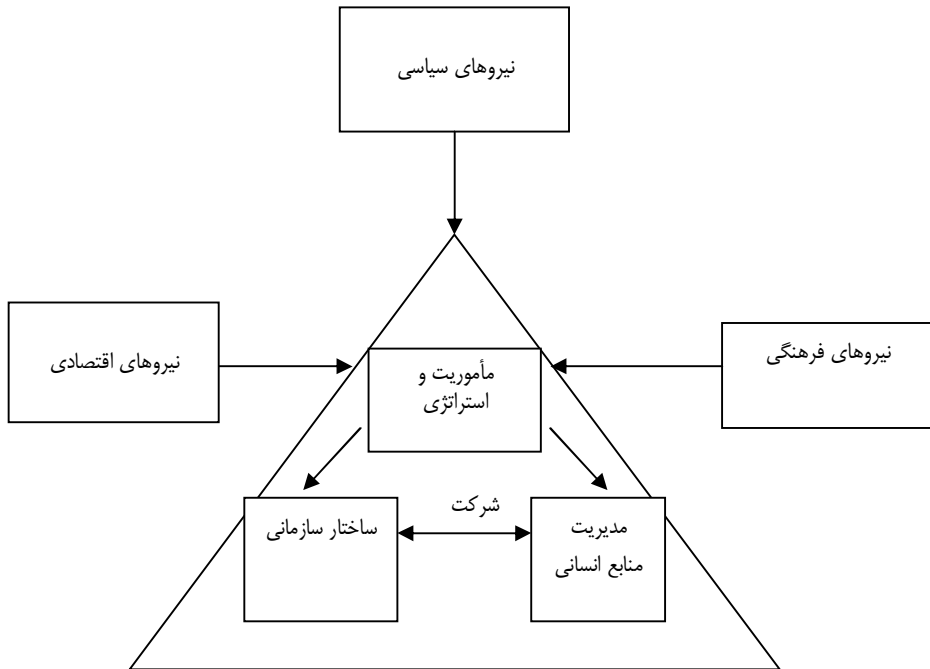 نیروهای سیاسی
نیروهای فرهنگی
نیروهای اقتصادی
مأموریت و
استراتژی
شرکت
مدیریت
منابع انسانی
ساختار سازمانی